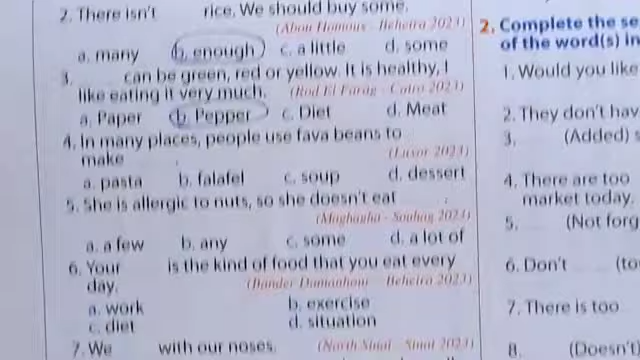 2. There isn't rice. We should buy some.
(Abou Homous - Beheira 2023)
a. many b. enough c. a little d. some
3. can be green, red or yellow. It is healthy, I
like eating it very much. (Rod El Farag - Cairo 2023)
a. Paper b. Pepper c. Diet d. Meat
4. In many places, people use fava beans to
make (Luxor 2023)
a. pasta b. falafel c. soup d. dessert
5. She is allergic to nuts, so she doesn't eat
(Maghagha - Souhag 2023)
a. a few b. any c. some d. a lot of
6. Your is the kind of food that you eat every
day. (Bander Damanhour - Beheira 2023)
a. work b. exercise
c. diet d. situation
7. We with our noses. (North Sinai - Sinai 2023)
2. Complete the se
of the word(s) in
1. Would you like
2. They don't hav
3. (Added) s
4. There are too
market today.
5. (Not forg
6. Don't (to
7. There is too
8. (Doesn't